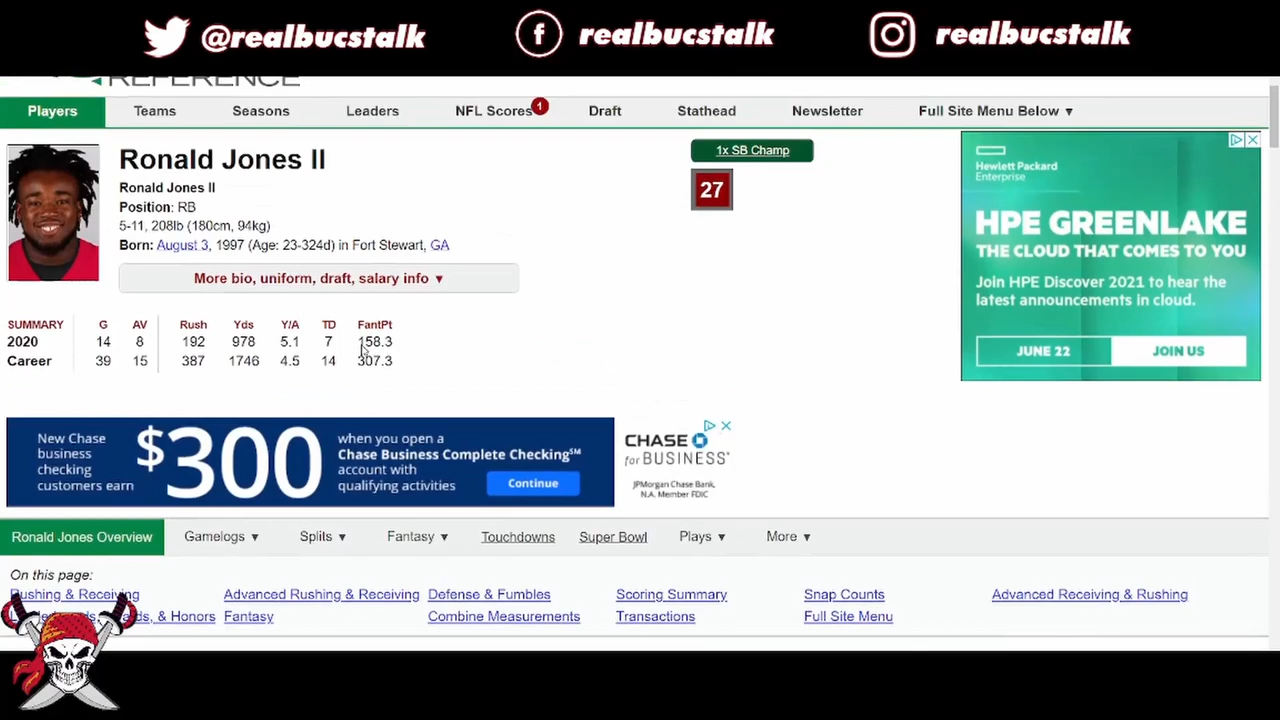 @realbucstalk
realbucstalk
realbucstalk
REFERENCE
Players
Teams
Seasons
Leaders
NFL Scores
1
Draft
Stathead
Newsletter
Full Site Menu Below ▼
Ronald Jones II
Ronald Jones II
Position: RB
5-11, 208lb (180cm, 94kg)
Born: August 3, 1997 (Age: 23-324d) in Fort Stewart, GA
More bio, uniform, draft, salary info ▼
1x SB Champ
27
Hewlett Packard
Enterprise
HPE GREENLAKE
THE CLOUD THAT COMES TO YOU
Join HPE Discover 2021 to hear the
latest announcements in cloud.
JUNE 22
JOIN US
SUMMARY G AV Rush Yds Y/A TD FantPt
2020 14 8 192 978 5.1 7 158.3
Career 39 15 387 1746 4.5 14 307.3
New Chase
business
checking
customers earn
$300
when you open a
Chase Business Complete Checking℠
account with
qualifying activities
Continue
CHASE
for BUSINESS®
JPMorgan Chase Bank,
N.A. Member FDIC
Ronald Jones Overview
Gamelogs ▼
Splits ▼
Fantasy ▼
Touchdowns
Super Bowl
Plays ▼
More ▼
On this page:
Rushing & Receiving
Advanced Rushing & Receiving
Defense & Fumbles
Scoring Summary
Snap Counts
Advanced Receiving & Rushing
& Honors
Fantasy
Combine Measurements
Transactions
Full Site Menu